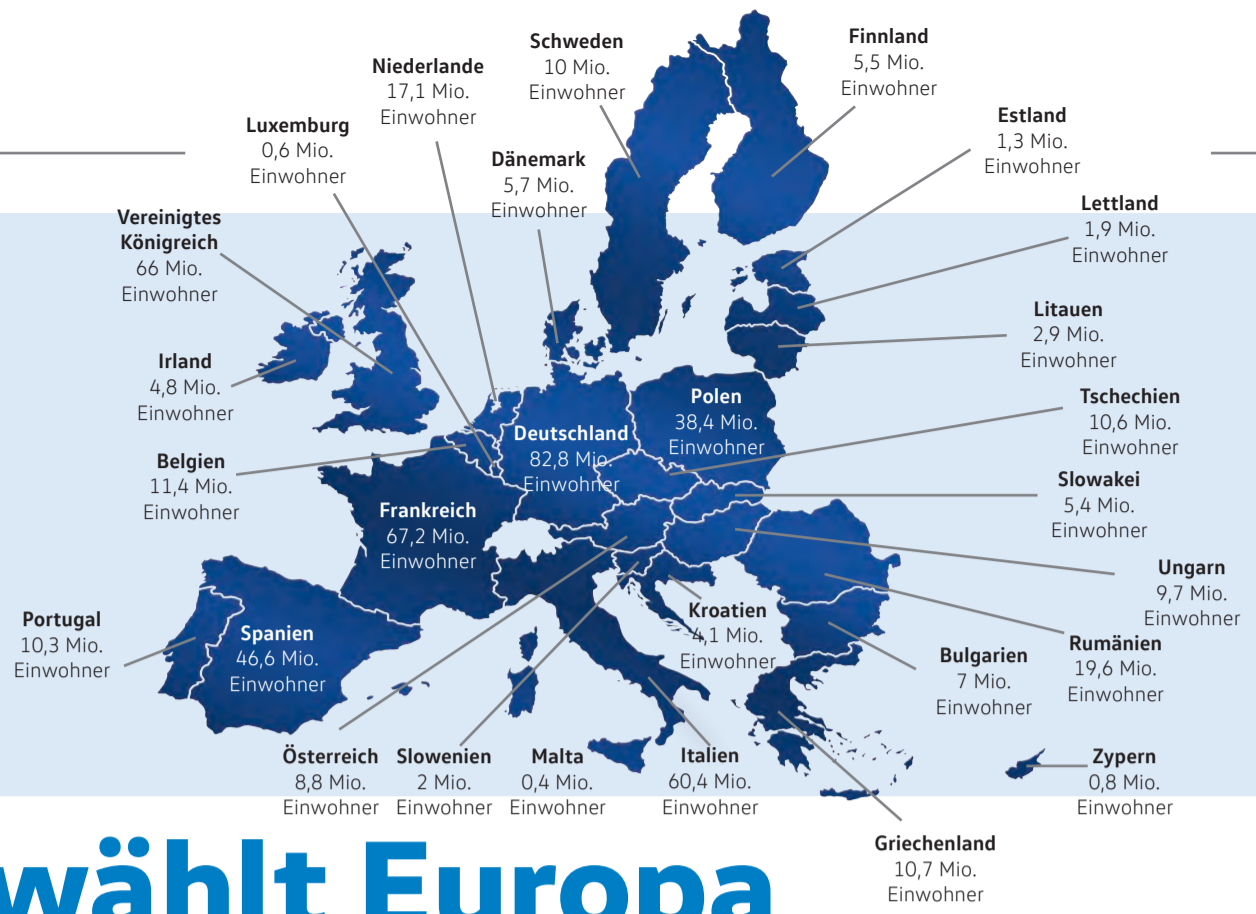 Schweden
10 Mio.
Einwohner
Finnland
5,5 Mio.
Einwohner
Niederlande
17,1 Mio.
Einwohner
Luxemburg
0,6 Mio.
Einwohner
Estland
1,3 Mio.
Einwohner
Dänemark
5,7 Mio.
Einwohner
Lettland
1,9 Mio.
Einwohner
Vereinigtes
Königreich
66 Mio.
Einwohner
Litauen
2,9 Mio.
Einwohner
Irland
4,8 Mio.
Einwohner
Polen
38,4 Mio.
Einwohner
Tschechien
10,6 Mio.
Einwohner
Deutschland
82,8 Mio.
Einwohner
Belgien
11,4 Mio.
Einwohner
Slowakei
5,4 Mio.
Einwohner
Frankreich
67,2 Mio.
Einwohner
Ungarn
9,7 Mio.
Einwohner
Kroatien
4,1 Mio.
Einwohner
Portugal
10,3 Mio.
Einwohner
Spanien
46,6 Mio.
Einwohner
Rumänien
19,6 Mio.
Einwohner
Bulgarien
7 Mio.
Einwohner
Österreich
8,8 Mio.
Einwohner
Slowenien
2 Mio.
Einwohner
Malta
0,4 Mio.
Einwohner
Italien
60,4 Mio.
Einwohner
Zypern
0,8 Mio.
Einwohner
Griechenland
10,7 Mio.
Einwohner
wählt Europa